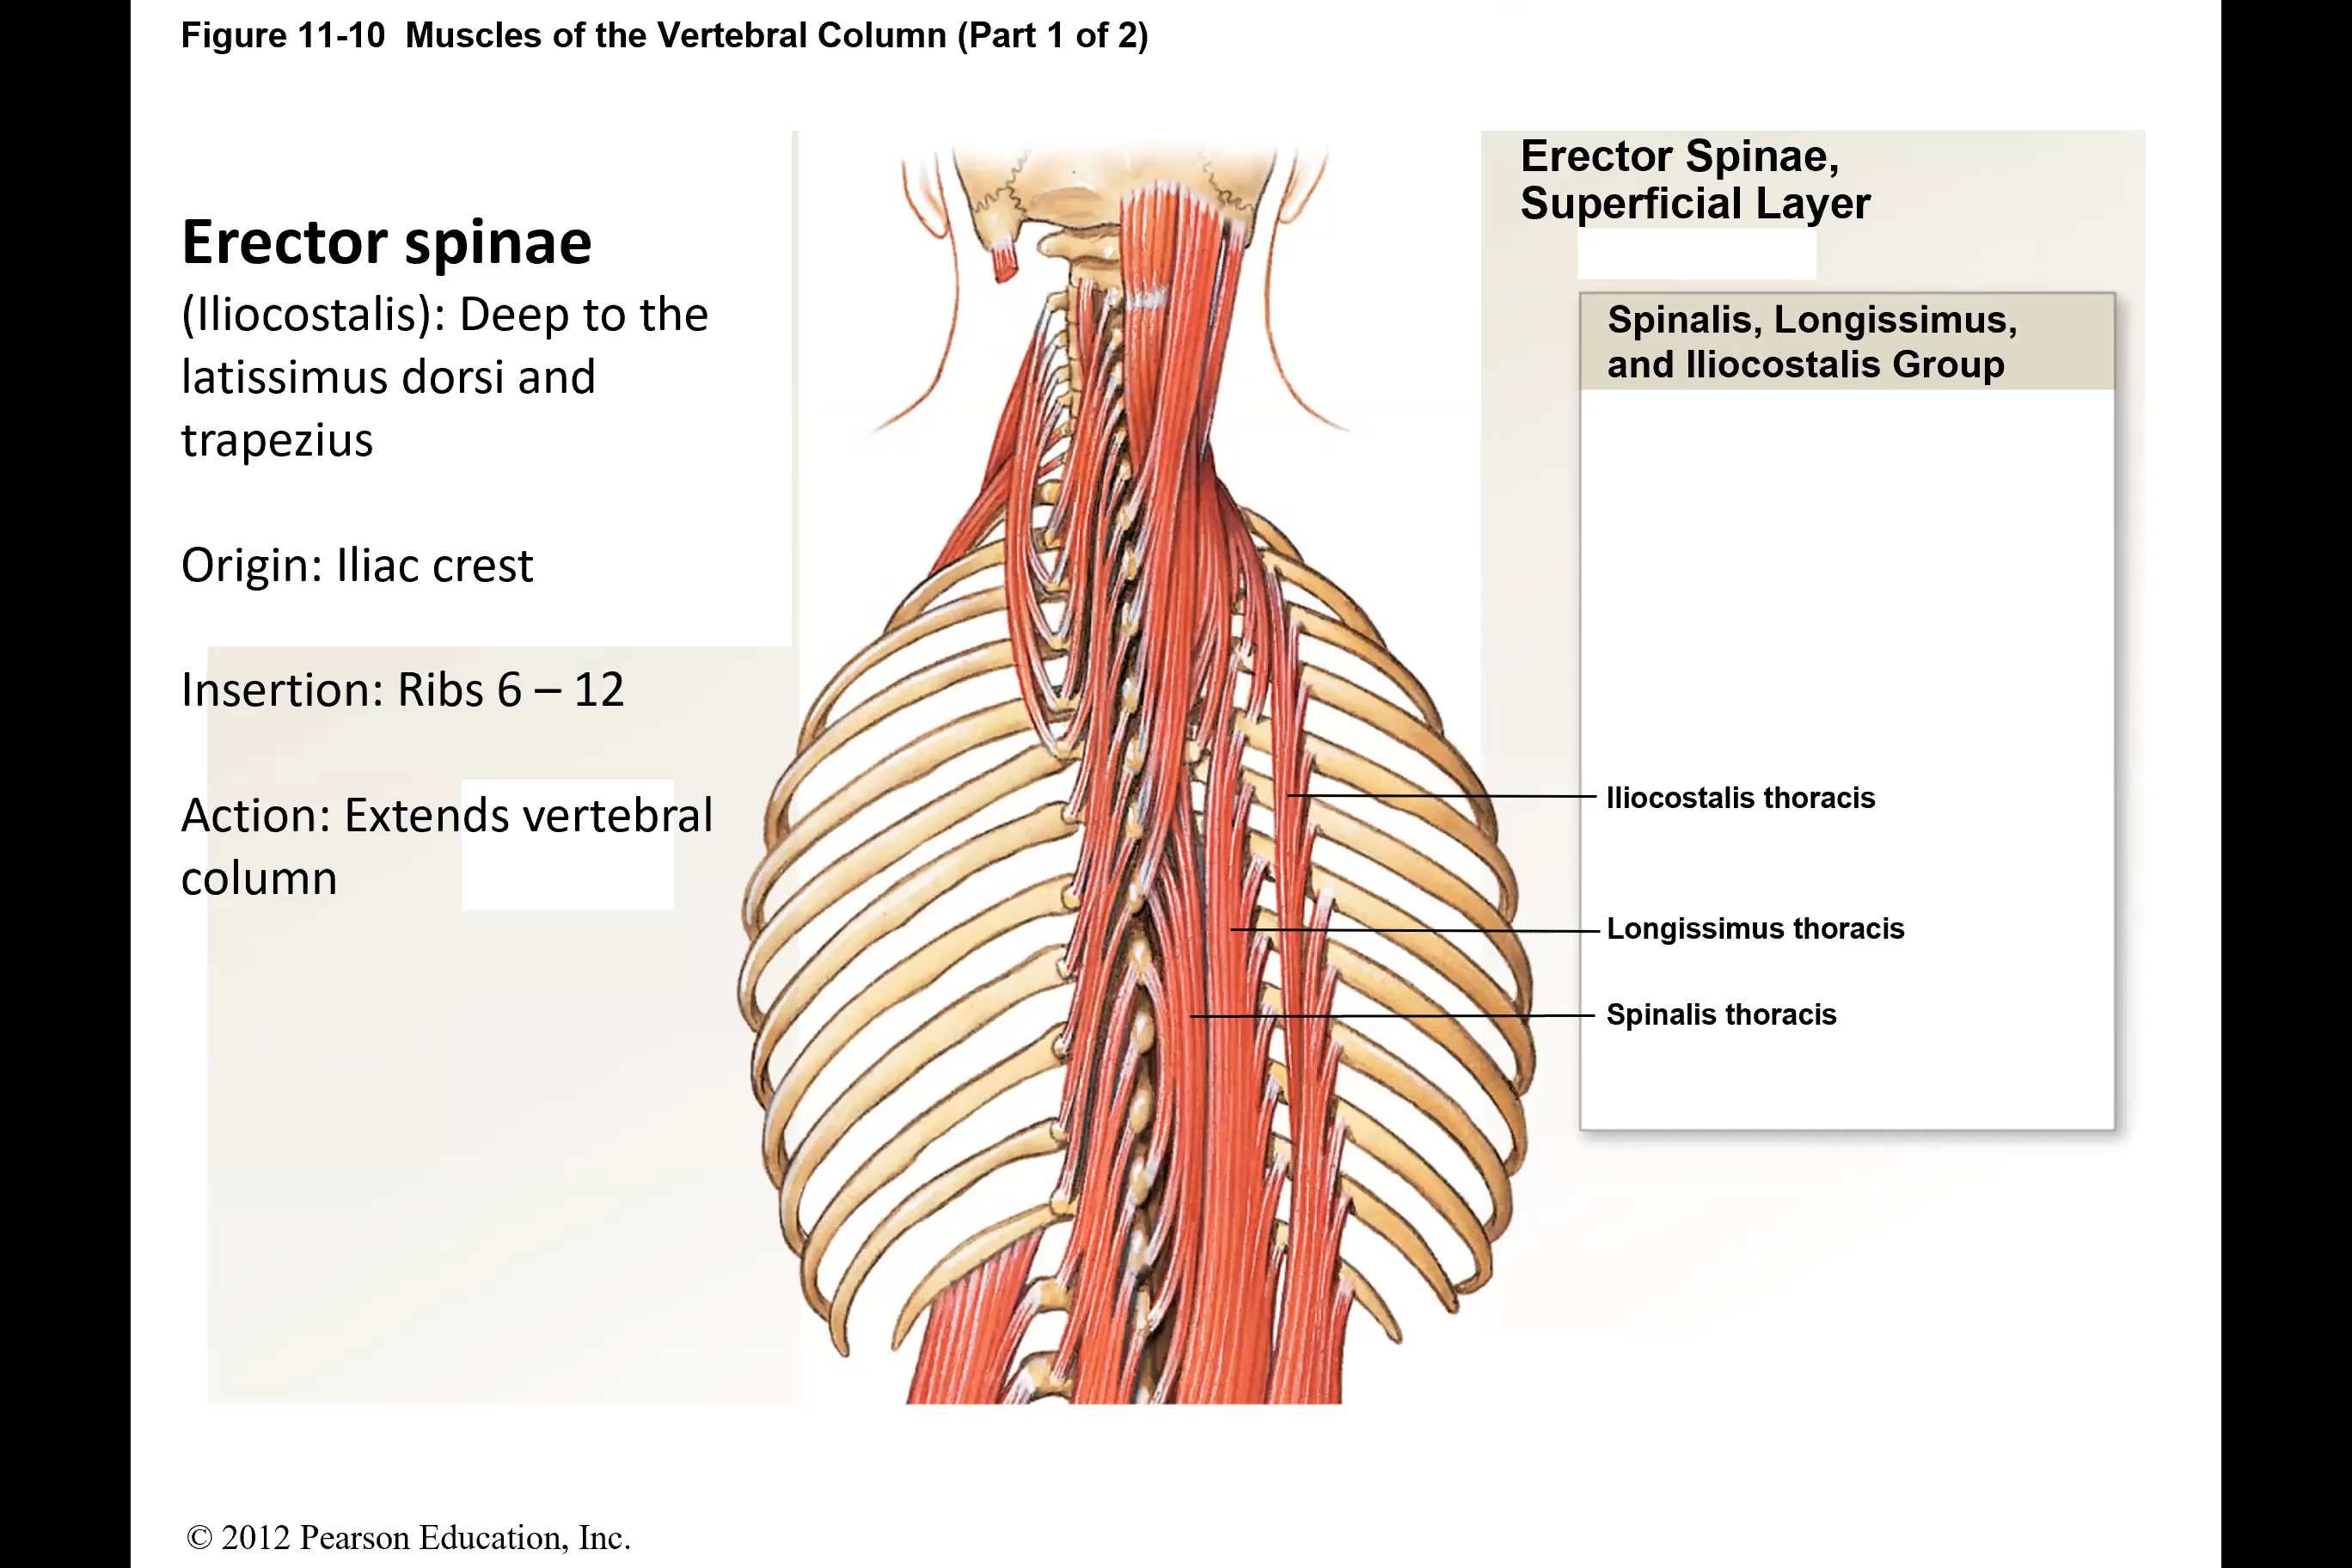 Figure 11-10  Muscles of the Vertebral Column (Part 1 of 2)
Erector spinae
(Iliocostalis): Deep to the
latissimus dorsi and
trapezius
Origin: Iliac crest
Insertion: Ribs 6 – 12
Action: Extends vertebral
column
Erector Spinae,
Superficial Layer
Spinalis, Longissimus,
and Iliocostalis Group
Iliocostalis thoracis
Longissimus thoracis
Spinalis thoracis
© 2012 Pearson Education, Inc.